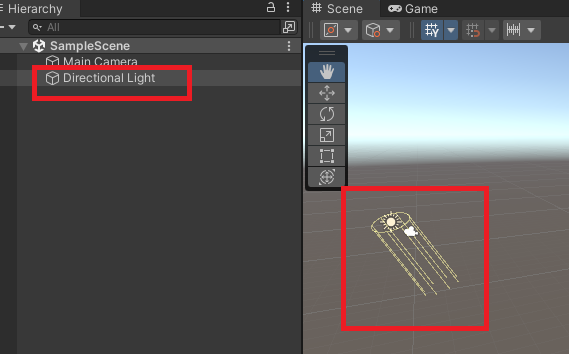 Hierarchy
Scene
Game
All
SampleScene
Main Camera
Directional Light
Y